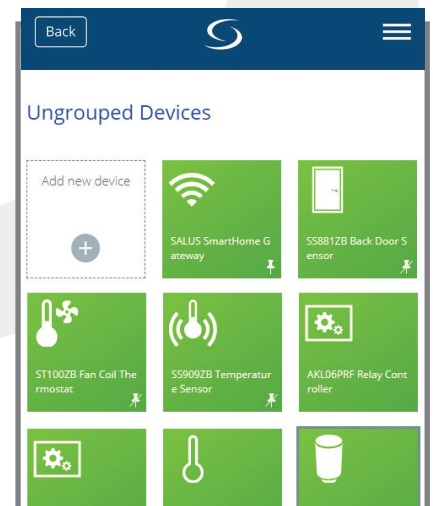 Back
Ungrouped Devices
Add new device
SALUS SmartHome G
ateway
SS881ZB Back Door S
ensor
ST100ZB Fan Coil The
rmostat
SS909ZB Temperatur
e Sensor
AKL06PRF Relay Cont
roller